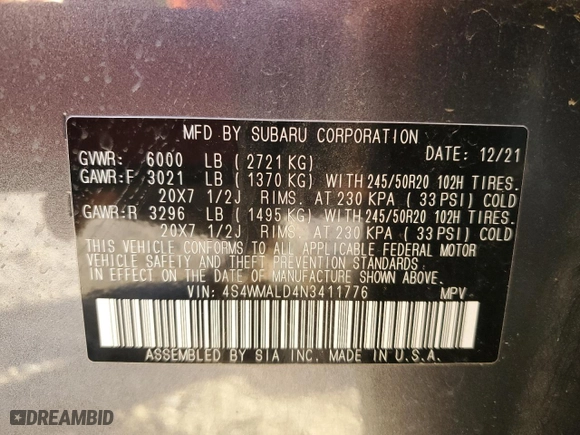 MFD BY SUBARU CORPORATION
GVWR: 6000 LB (2721KG) DATE: 12/21
GAWR:F 3021 LB (1370KG) WITH 245/50R20 102H TIRES.
20X7 1/2J RIMS. AT 230 KPA (33PSI) COLD
GAWR:R 3296 LB (1495KG) WITH 245/50R20 102H TIRES.
20X7 1/2J RIMS. AT 230 KPA (33PSI) COLD
THIS VEHICLE CONFORMS TO ALL APPLICABLE FEDERAL MOTOR
VEHICLE SAFETY AND THEFT PREVENTION STANDARDS
IN EFFECT ON THE DATE OF MANUFACTURE SHOWN ABOVE.
VIN: 4S4WMALD4N3411776 MPV
ASSEMBLED BY SIA INC. MADE IN U.S.A.
DREAMBID